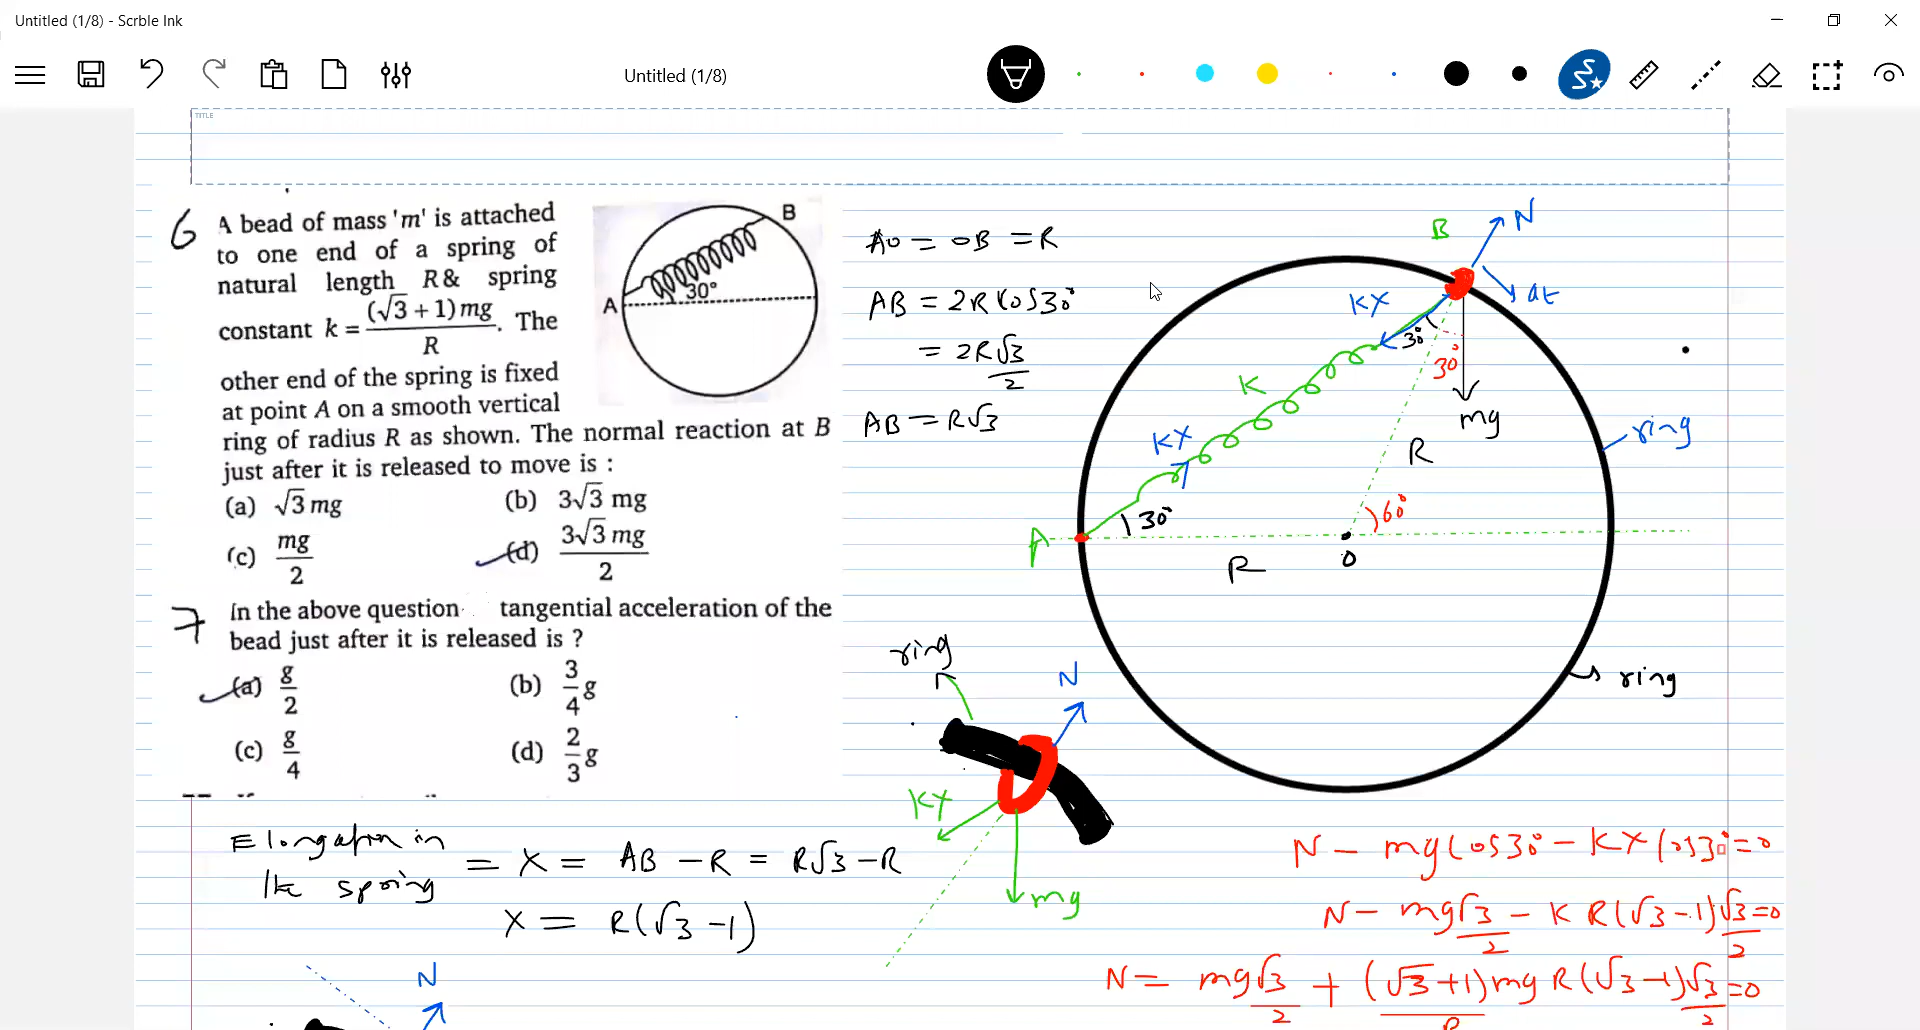 Untitled (1/8) - Scrble Ink
Untitled (1/8)
TITLE
6
A bead of mass 'm' is attached
to one end of a spring of
natural length R & spring
constant k = (√3 + 1) mg / R . The
other end of the spring is fixed
at point A on a smooth vertical
ring of radius R as shown. The normal reaction at B
just after it is released to move is :
(a) √3 mg
(b) 3√3 mg
(c) mg / 2
(d) 3√3 mg / 2
A
B
30°
7
In the above question tangential acceleration of the
bead just after it is released is ?
(a) g / 2
(b) 3 / 4 g
(c) g / 4
(d) 2 / 3 g
AO = OB = R
AB = 2R Cos30°
= 2R √3 / 2
AB = R√3
B
N
at
KX
30°
30°
mg
K
KX
R
ring
A
30°
60°
R
O
ring
ring
N
KX
mg
Elongation in
the spring
= X = AB - R = R√3 - R
X = R(√3 - 1)
N
N - mg Cos30° - KX Cos30° = 0
N - mg √3 / 2 - K R(√3 - 1) √3 / 2 = 0
N = mg √3 / 2 + (√3 + 1) mg / R R(√3 - 1) √3 / 2 = 0